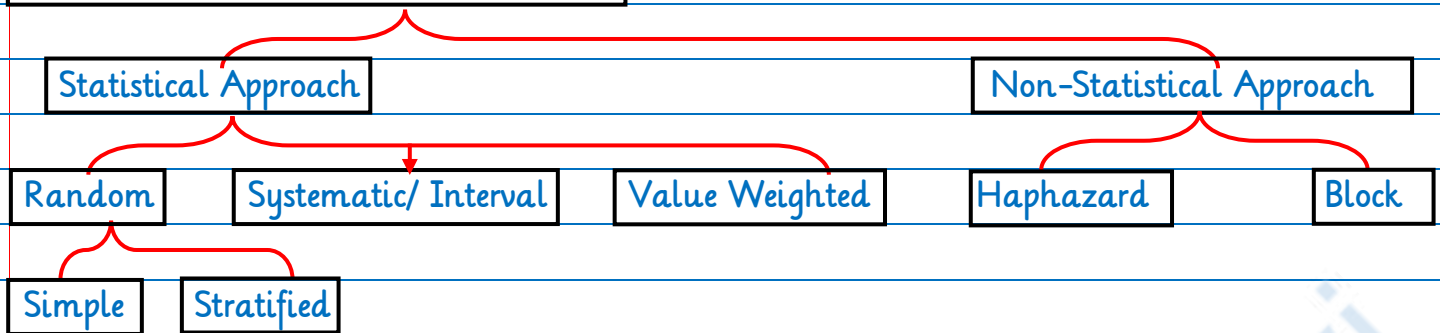 Statistical Approach Non-Statistical Approach
Random Systematic/ Interval Value Weighted Haphazard Block
Simple Stratified